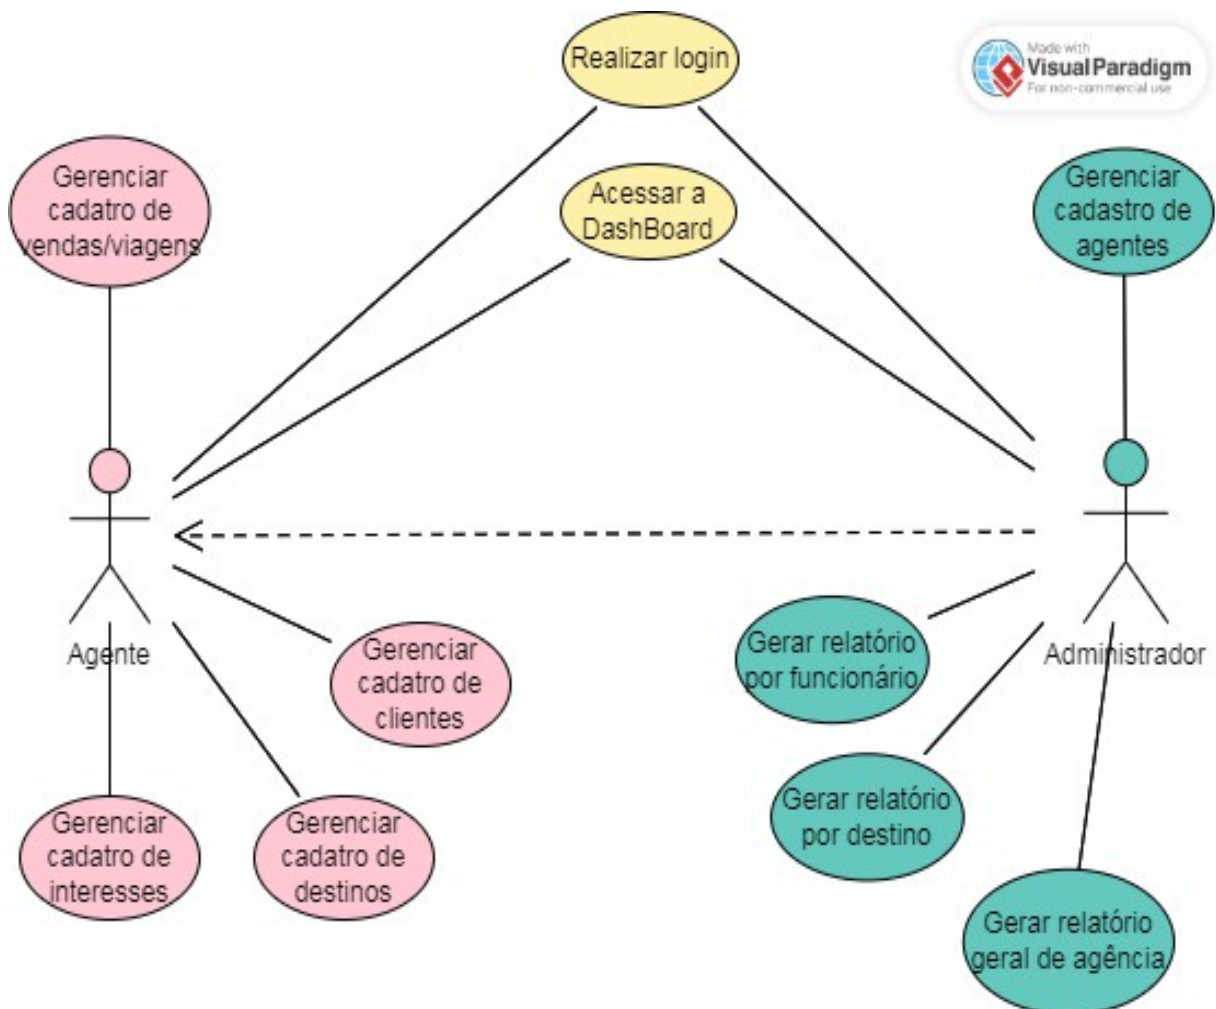 Realizar login
Made with
Visual Paradigm
For non-commercial use
Gerenciar
cadatro de
vendas/viagens
Acessar a
DashBoard
Gerenciar
cadastro de
agentes
Agente
Administrador
Gerenciar
cadatro de
clientes
Gerar relatório
por funcionário
Gerenciar
cadatro de
interesses
Gerenciar
cadatro de
destinos
Gerar relatório
por destino
Gerar relatório
geral de agência